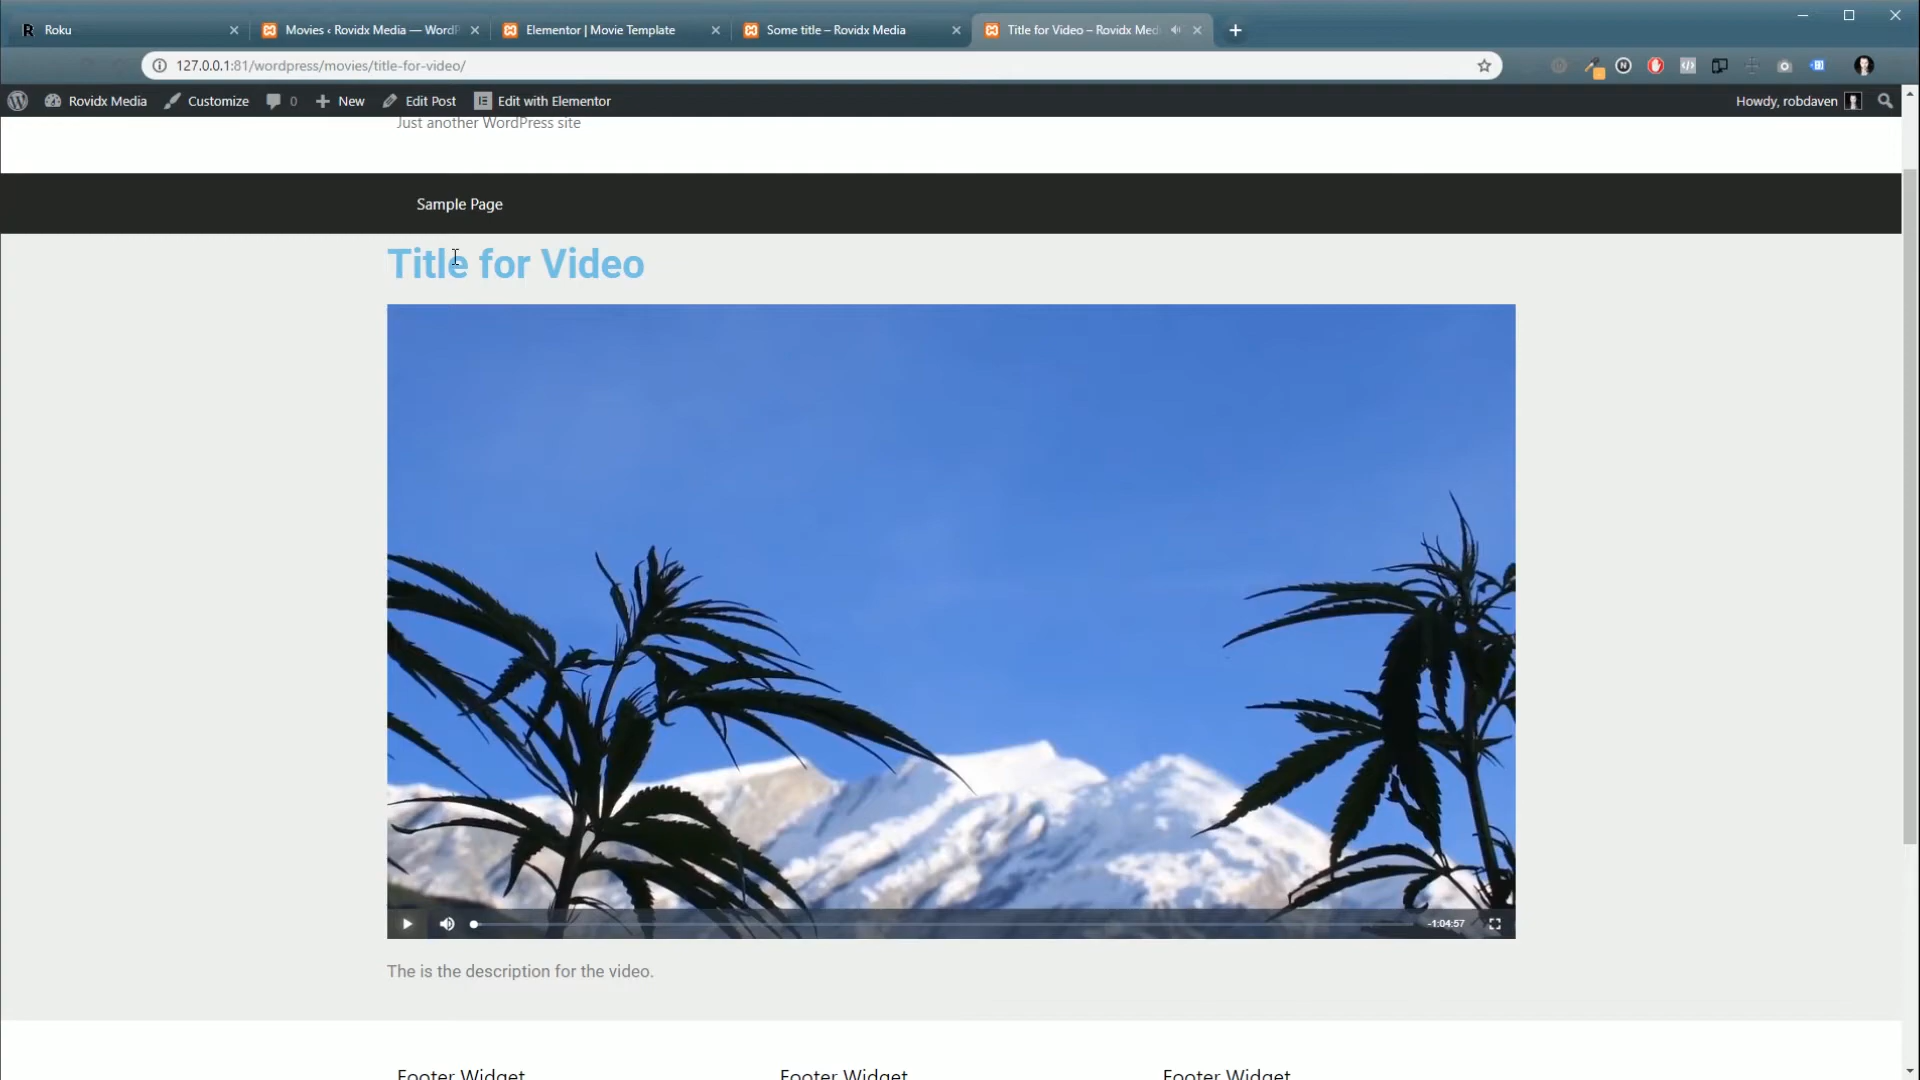 Roku
Movies ‹ Rovidx Media — WordP
Elementor | Movie Template
Some title – Rovidx Media
Title for Video – Rovidx Med
127.0.0.1:81/wordpress/movies/title-for-video/
Rovidx Media
Customize
0
New
Edit Post
Edit with Elementor
Howdy, robdaven
Just another WordPress site
Sample Page
Title for Video
-1:04:57
The is the description for the video.
Footer Widget
Footer Widget
Footer Widget